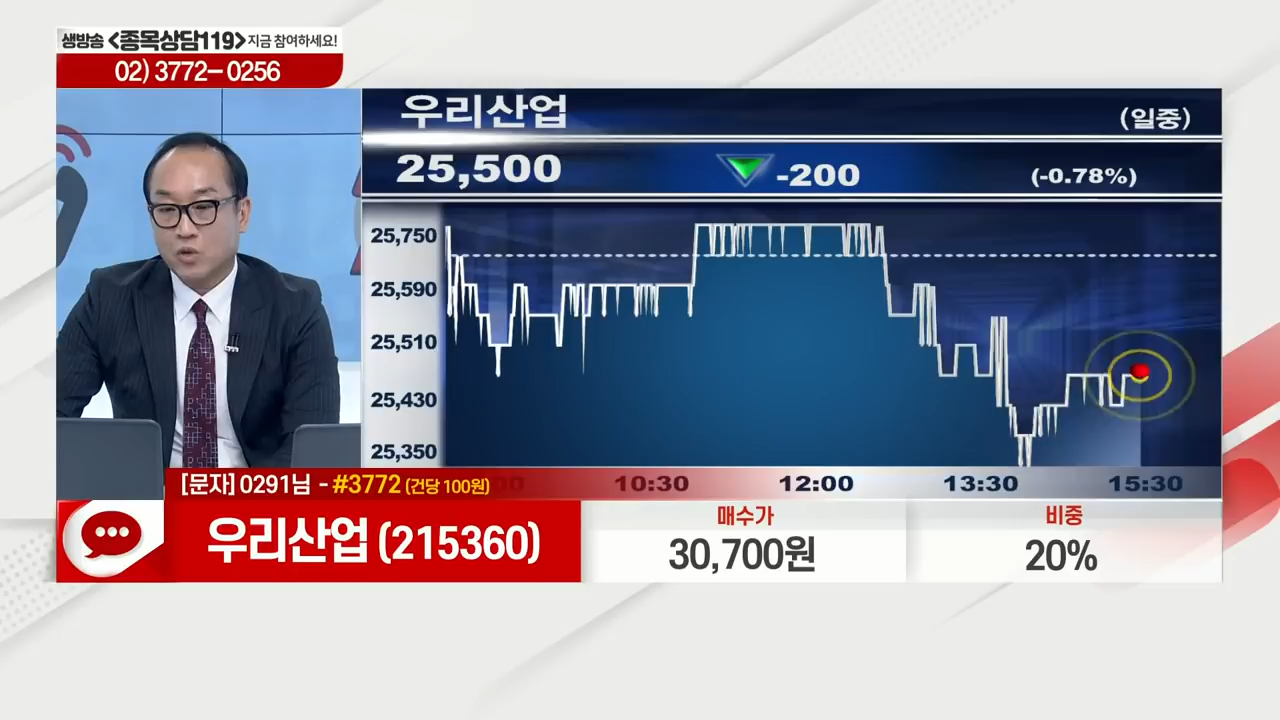 생방송 <종목상담119> 지금 참여하세요!
02) 3772-0256
우리산업 (일중)
25,500 -200 (-0.78%)
25,750
25,590
25,510
25,430
25,350
10:30 12:00 13:30 15:30
[문자] 0291님 - #3772 (건당 100원)
우리산업 (215360)
매수가 비중
30,700원 20%